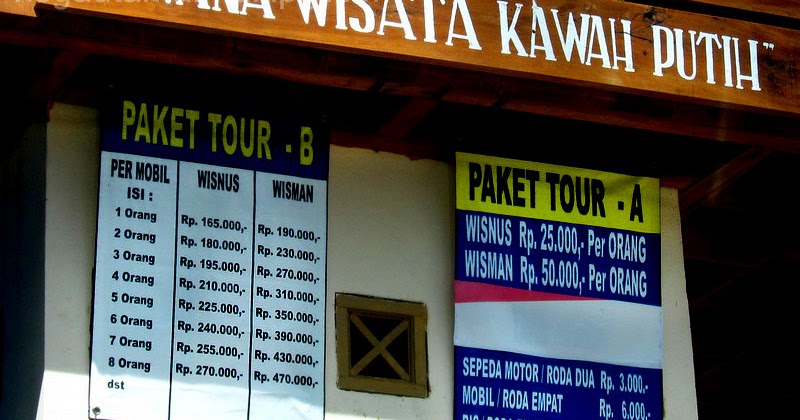 WISATA KAWAH PUTIH"
PAKET TOUR - B
PER MOBIL ISI : WISNUS WISMAN
1 Orang Rp. 165.000,- Rp. 190.000,-
2 Orang Rp. 180.000,- Rp. 230.000,-
3 Orang Rp. 195.000,- Rp. 270.000,-
4 Orang Rp. 210.000,- Rp. 310.000,-
5 Orang Rp. 225.000,- Rp. 350.000,-
6 Orang Rp. 240.000,- Rp. 390.000,-
7 Orang Rp. 255.000,- Rp. 430.000,-
8 Orang Rp. 270.000,- Rp. 470.000,-
dst
PAKET TOUR - A
WISNUS Rp. 25.000,- Per ORANG
WISMAN Rp. 50.000,- Per ORANG
SEPEDA MOTOR / RODA DUA Rp. 3.000,-
MOBIL / RODA EMPAT Rp. 6.000,-